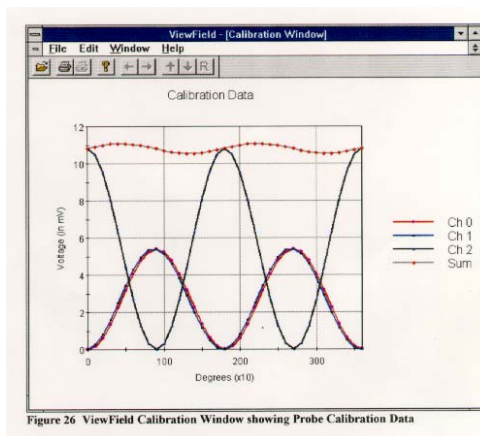 ViewField - [Calibration Window]
File Edit Window Help
R
Calibration Data
12
10
8
6
4
2
0
Voltage (in mV)
0 100 200 300
Degrees (x10)
Ch 0
Ch 1
Ch 2
Sum
Figure 26 ViewField Calibration Window showing Probe Calibration Data